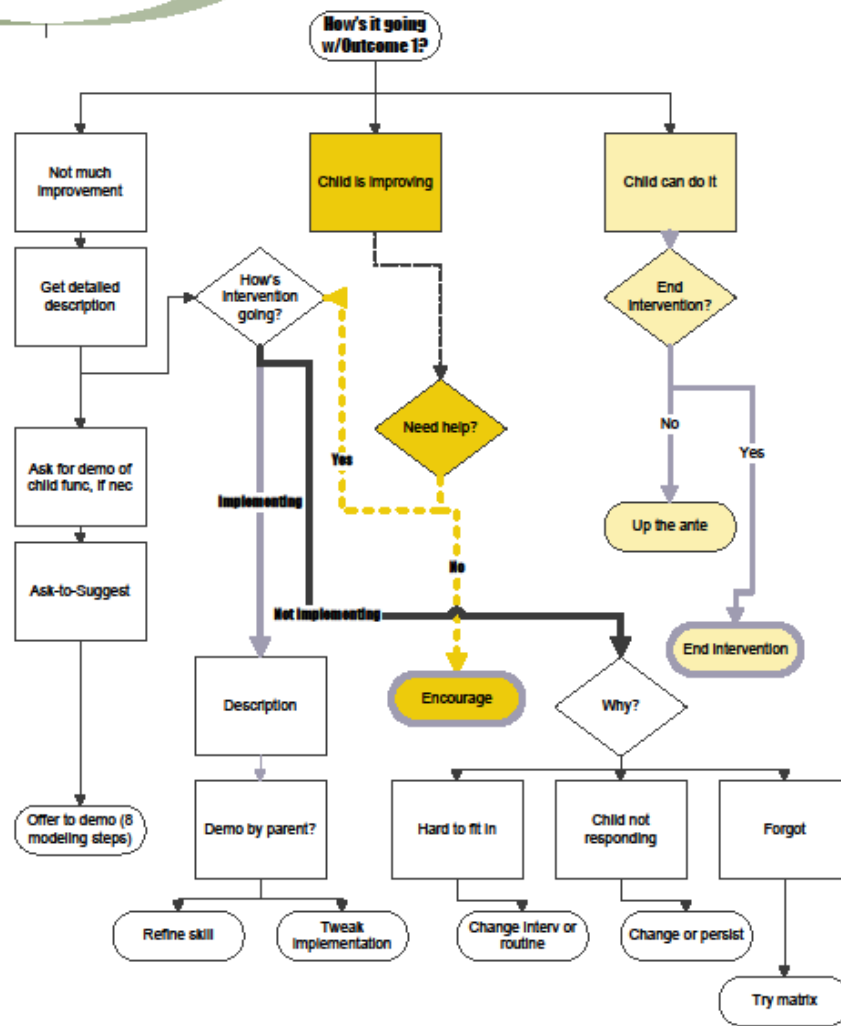 How's it going
w/Outcome 1?
Not much
improvement
Child is improving
Child can do it
Get detailed
description
How's
intervention
going?
End
intervention?
Need help?
No
Yes
Yes
Ask for demo of
child func, if nec
Implementing
Up the ante
No
Ask-to-Suggest
Not implementing
End intervention
Description
Encourage
Why?
Offer to demo (8
modeling steps)
Demo by parent?
Hard to fit in
Child not
responding
Forgot
Refine skill
Tweak
implementation
Change interv or
routine
Change or persist
Try matrix